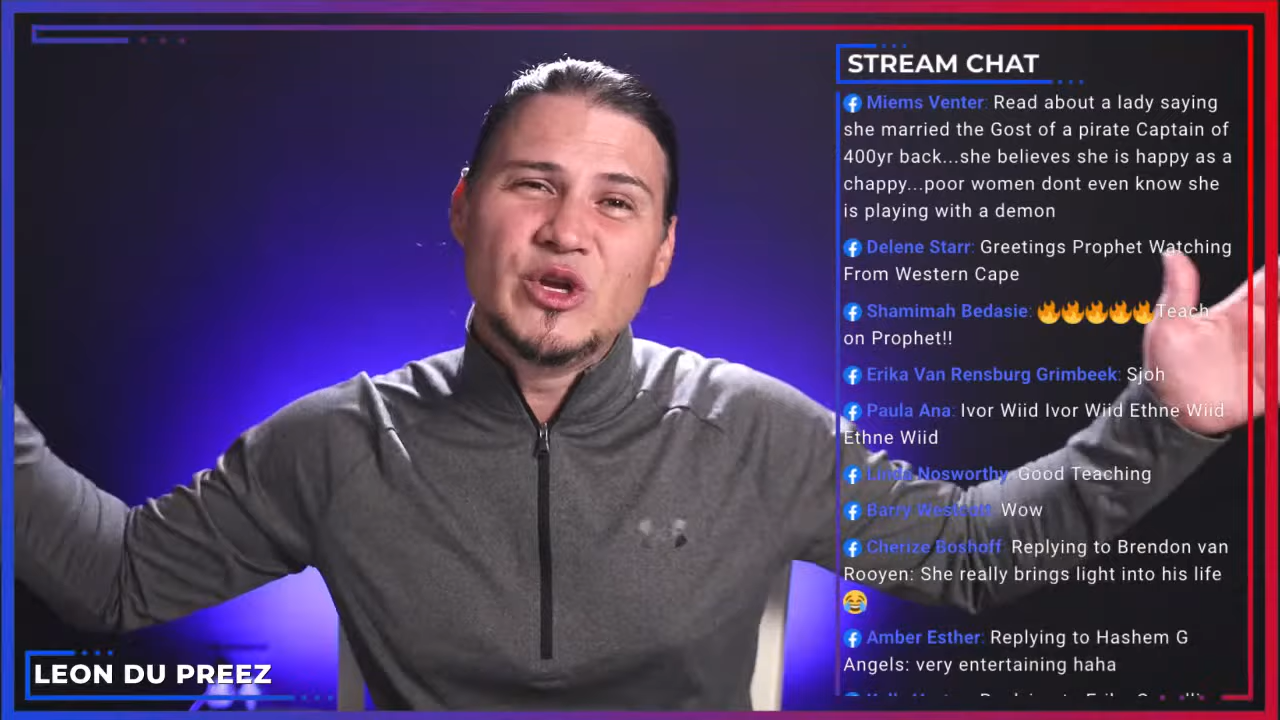 STREAM CHAT
Miems Venter: Read about a lady saying
she married the Gost of a pirate Captain of
400yr back...she believes she is happy as a
chappy...poor women dont even know she
is playing with a demon
Delene Starr: Greetings Prophet Watching
From Western Cape
Shamimah Bedasie: 🔥🔥🔥🔥🔥Teach
on Prophet!!
Erika Van Rensburg Grimbeek: Sjoh
Paula Ana: Ivor Wiid Ivor Wiid Ethne Wiid
Ethne Wiid
Linda Nosworthy: Good Teaching
Barry Westcott: Wow
Cherize Boshoff: Replying to Brendon van
Rooyen: She really brings light into his life
😂
Amber Esther: Replying to Hashem G
Angels: very entertaining haha
LEON DU PREEZ